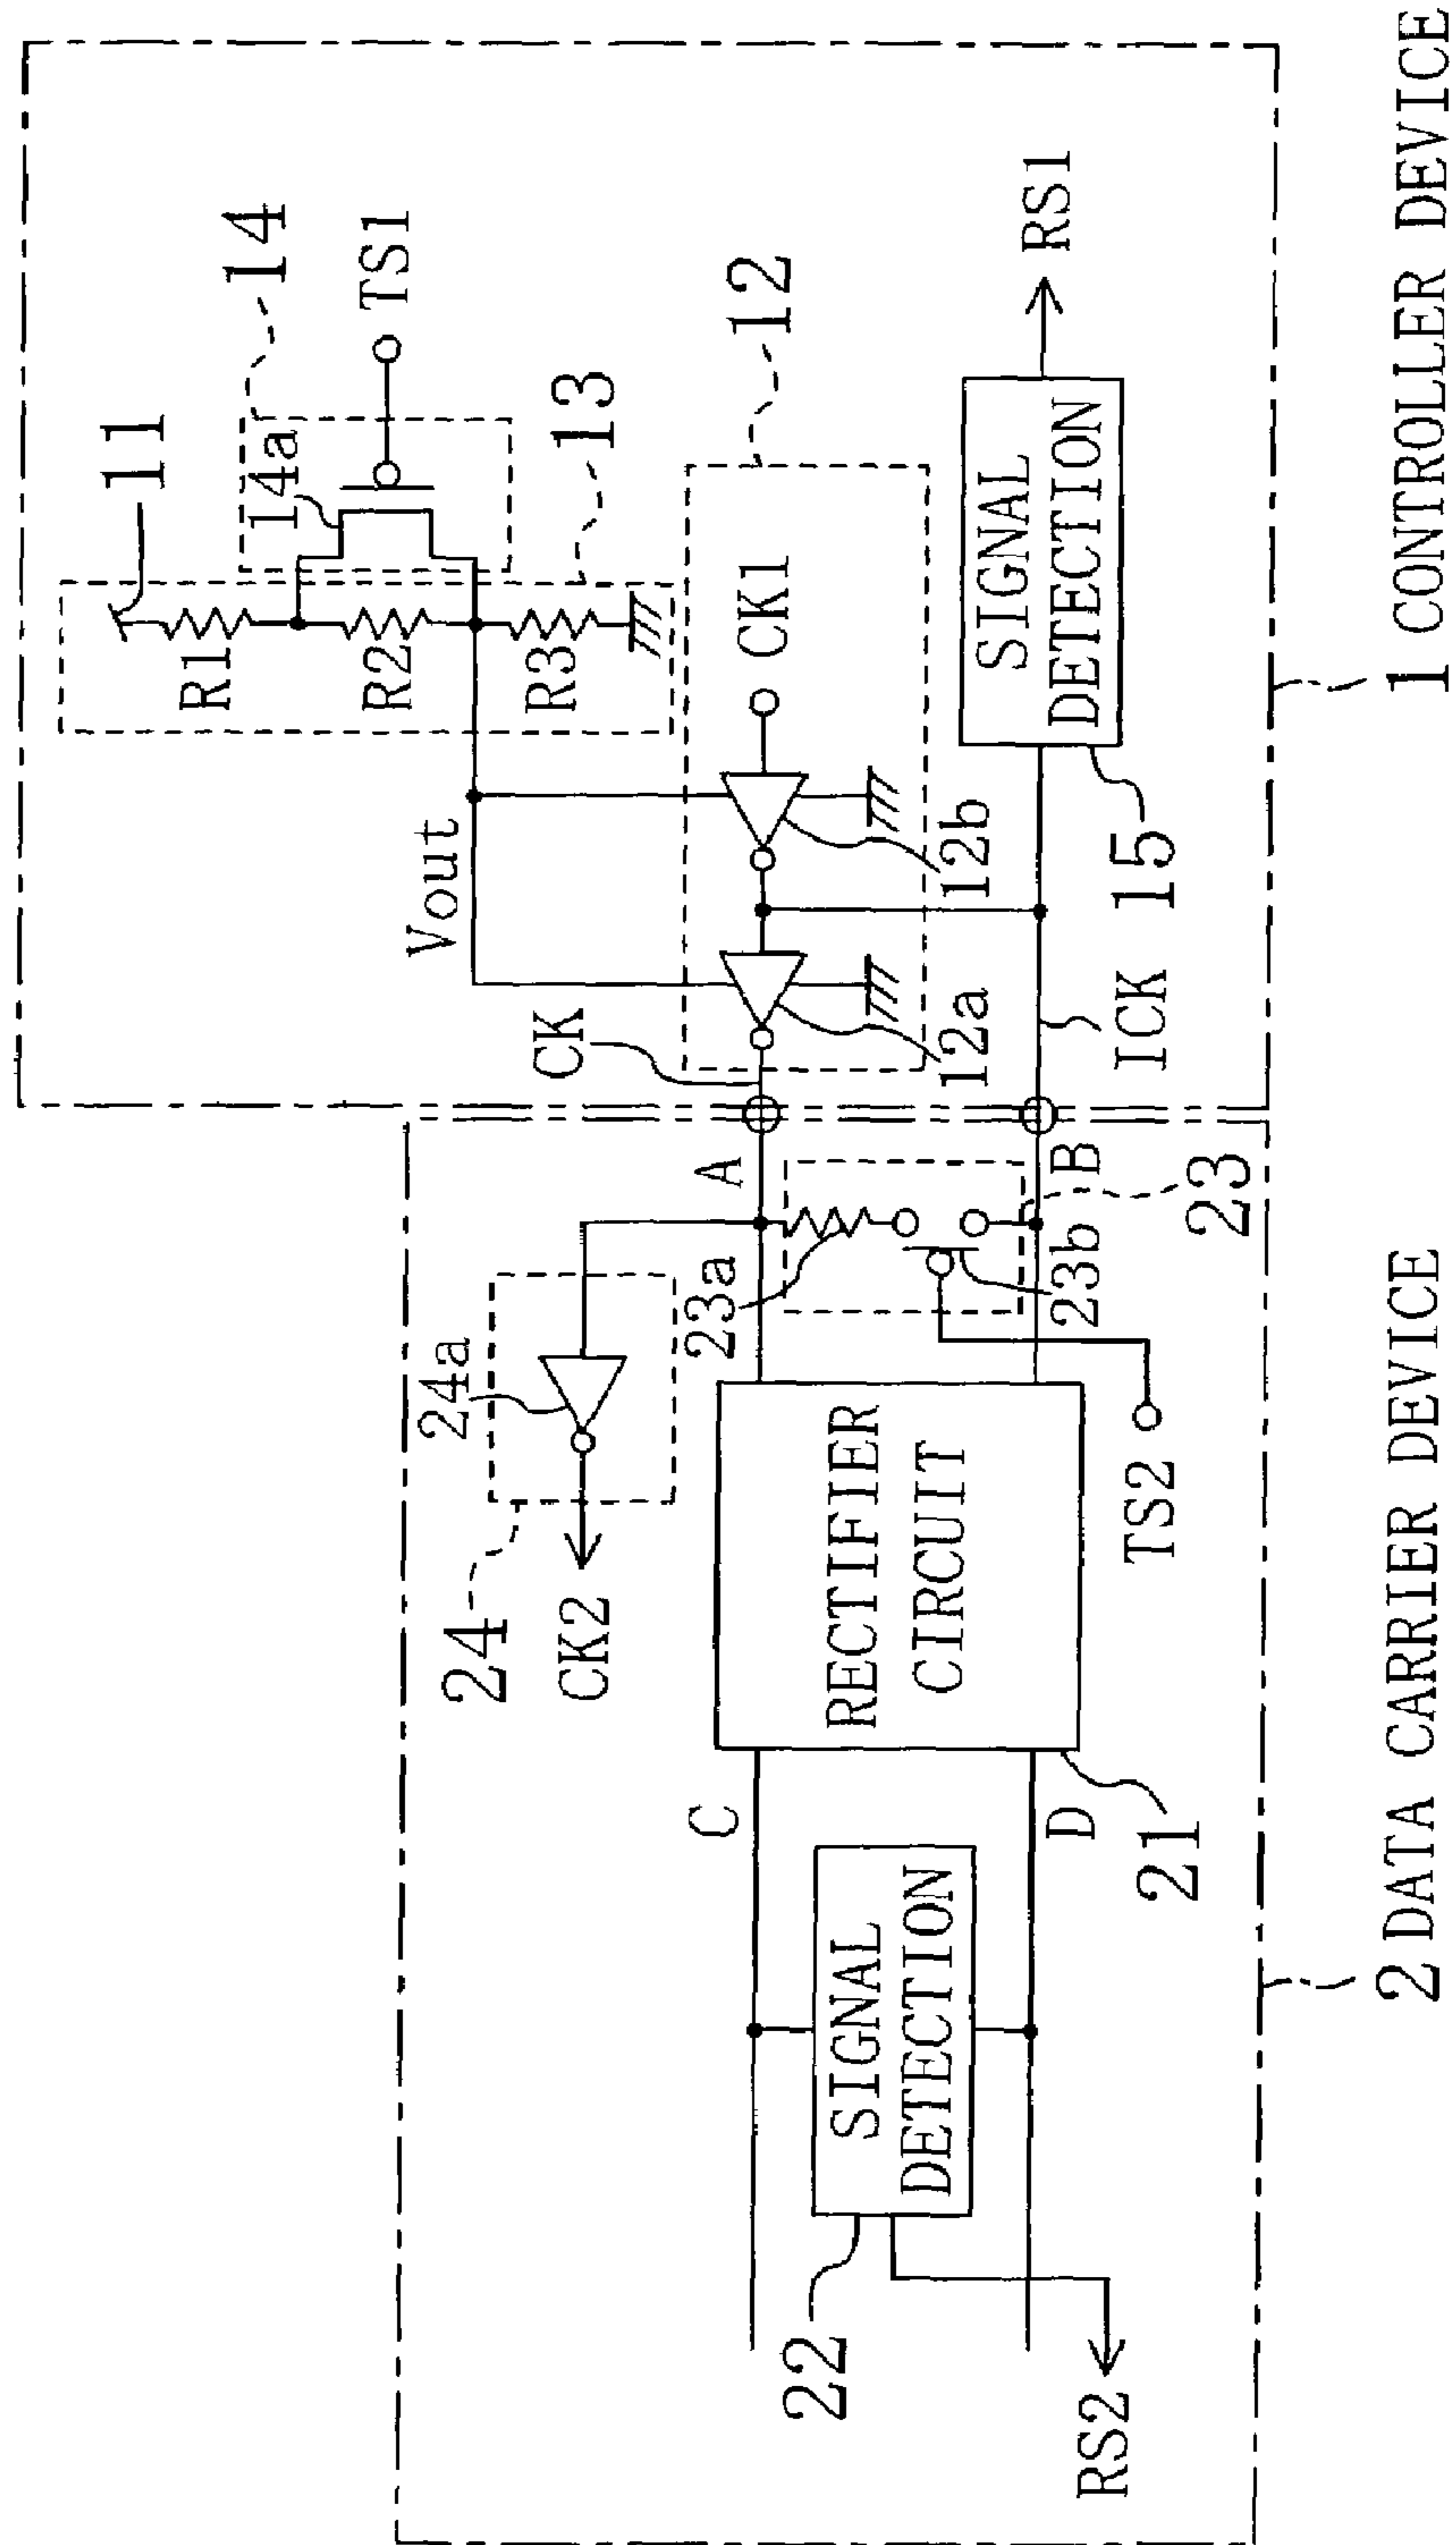 11
14
R1
14a
TS1
R2
R3
13
Vout
12
CK1
CK
12a
12b
SIGNAL
DETECTION
RS1
ICK
15
1 CONTROLLER DEVICE
24a
24
CK2
A
23a
B
23b
23
RECTIFIER
CIRCUIT
TS2
21
C
D
SIGNAL
DETECTION
22
RS2
2 DATA CARRIER DEVICE